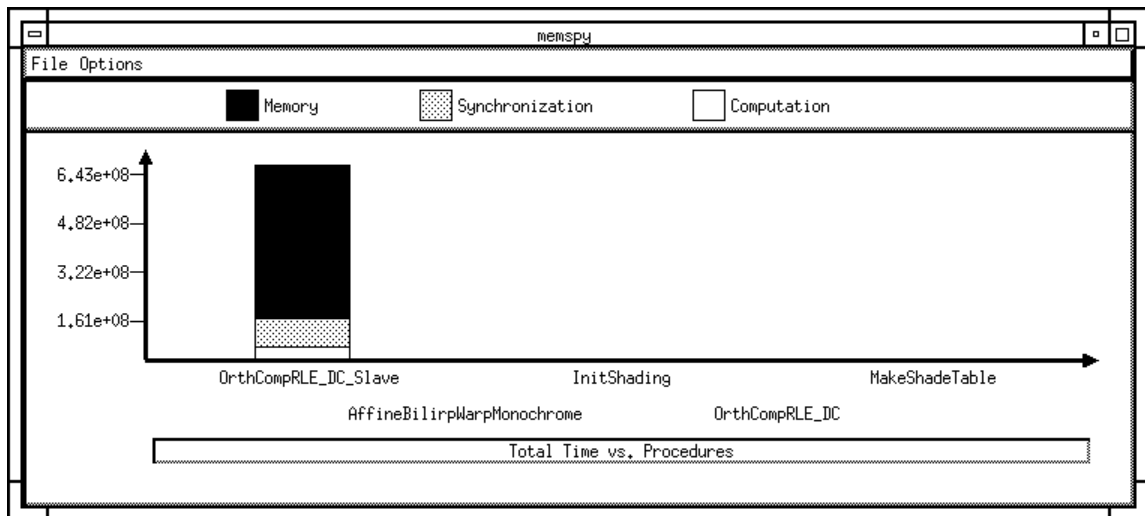 memspy
File Options
Memory Synchronization Computation
6.43e+08
4.82e+08
3.22e+08
1.61e+08
OrthCompRLE_DC_Slave InitShading MakeShadeTable
AffineBilirpWarpMonochrome OrthCompRLE_DC
Total Time vs. Procedures